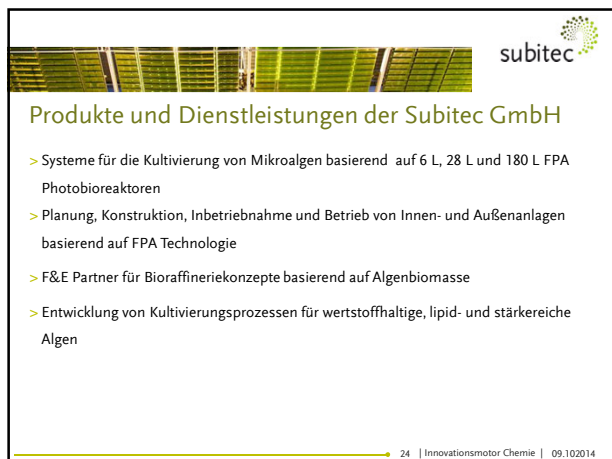 subitec
Produkte und Dienstleistungen der Subitec GmbH
> Systeme für die Kultivierung von Mikroalgen basierend auf 6 L, 28 L und 180 L FPA
Photobioreaktoren
> Planung, Konstruktion, Inbetriebnahme und Betrieb von Innen- und Außenanlagen
basierend auf FPA Technologie
> F&E Partner für Bioraffineriekonzepte basierend auf Algenbiomasse
> Entwicklung von Kultivierungsprozessen für wertstoffhaltige, lipid- und stärkereiche
Algen
24 | Innovationsmotor Chemie | 09.102014